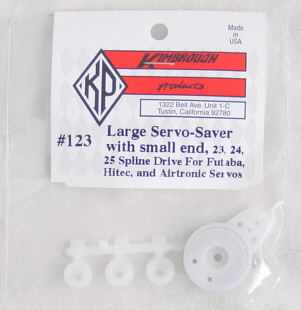 Made in
USA
KP
KIMBROUGH
Products
1322 Bell Ave. Unit 1-C
Tustin, California 92780
#123
Large Servo-Saver
with small end, 23, 24,
25 Spline Drive For Futaba,
Hitec, and Airtronic Servos